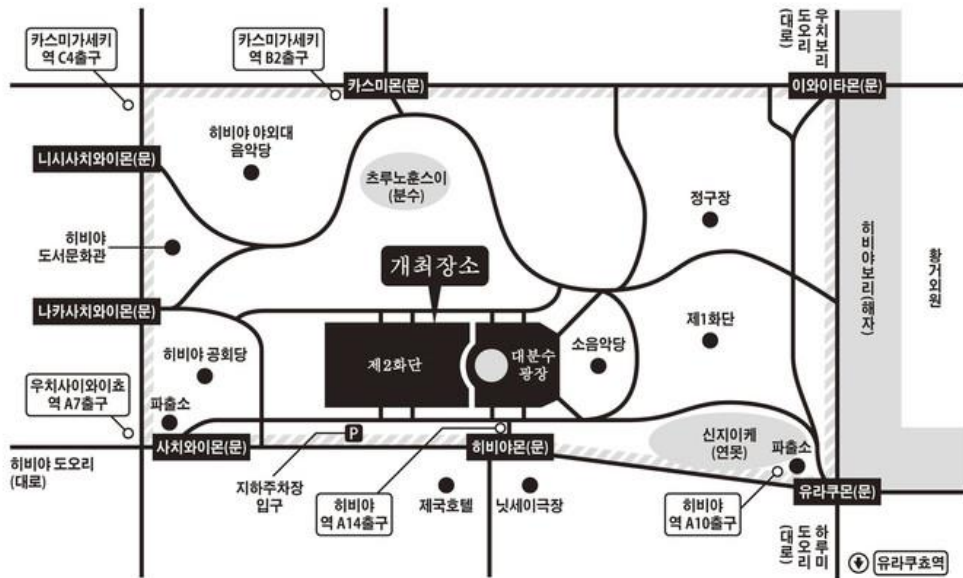 카스미가세키
역 C4출구
카스미가세키
역 B2출구
우치보리
도오리
(대로)
카스미몬(문)
이와이타몬(문)
히비야 야외대
음악당
니시사치와이몬(문)
츠루노훈스이
(분수)
정구장
히비야
도서문화관
히비야보리(해자)
황거외원
개최장소
나카사치와이몬(문)
제1화단
히비야 공회당
제2화단
대분수
광장
소음악당
우치사이와이쵸
역 A7출구
파출소
신지이케
(연못)
파출소
사치와이몬(문)
P
히비야몬(문)
히비야 도오리
(대로)
지하주차장
입구
히비야
역 A14출구
제국호텔
닛세이극장
히비야
역 A10출구
유라쿠몬(문)
하루미
도오리
(대로)
유라쿠쵸역